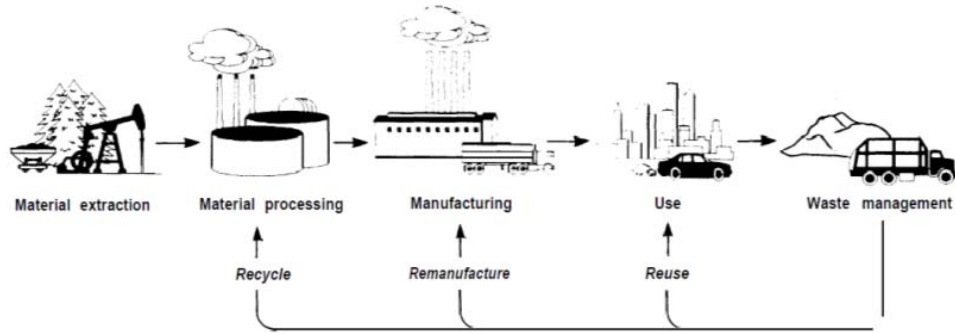 Material extraction
Material processing
Manufacturing
Use
Waste management
Recycle
Remanufacture
Reuse